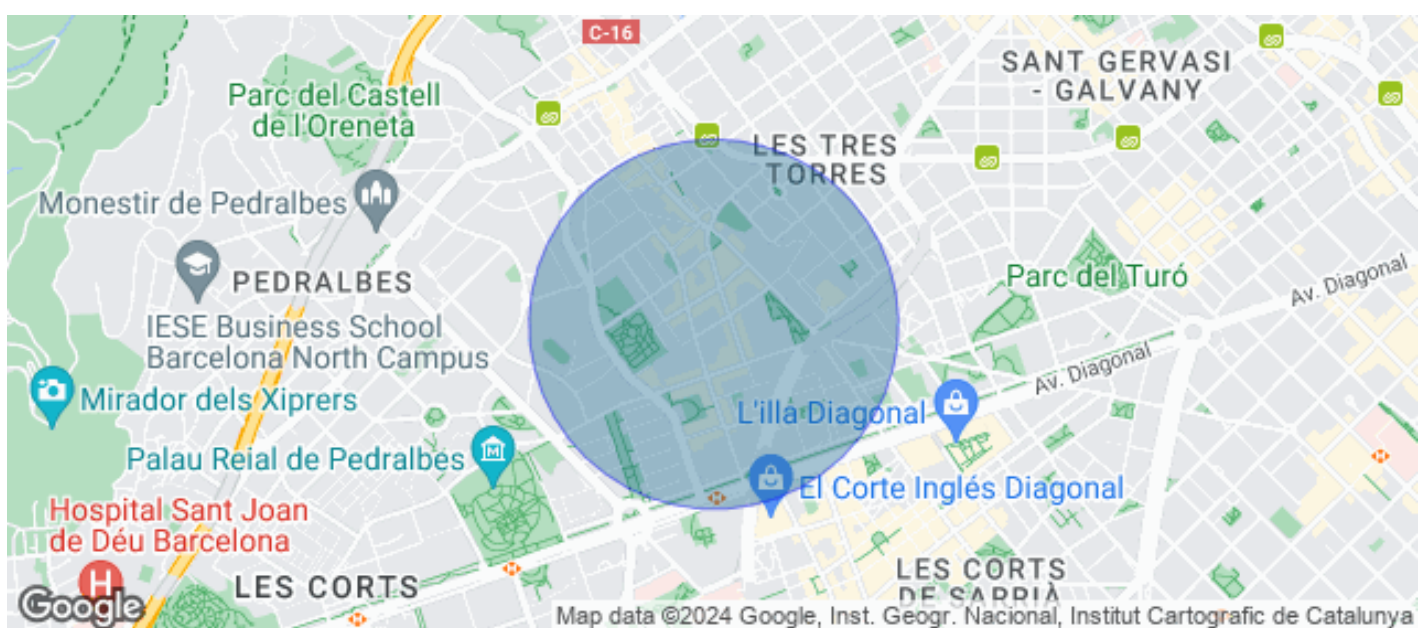 C-16
SANT GERVASI
- GALVANY
Parc del Castell
de l'Oreneta
LES TRES
TORRES
Monestir de Pedralbes
PEDRALBES
Parc del Turó
Av. Diagonal
IESE Business School
Barcelona North Campus
Av. Diagonal
Mirador dels Xiprers
L'illa Diagonal
Palau Reial de Pedralbes
El Corte Inglés Diagonal
Hospital Sant Joan
de Déu Barcelona
H
LES CORTS
LES CORTS
DE SARRIÀ
Google
Map data ©2024 Google, Inst. Geogr. Nacional, Institut Cartografic de Catalunya